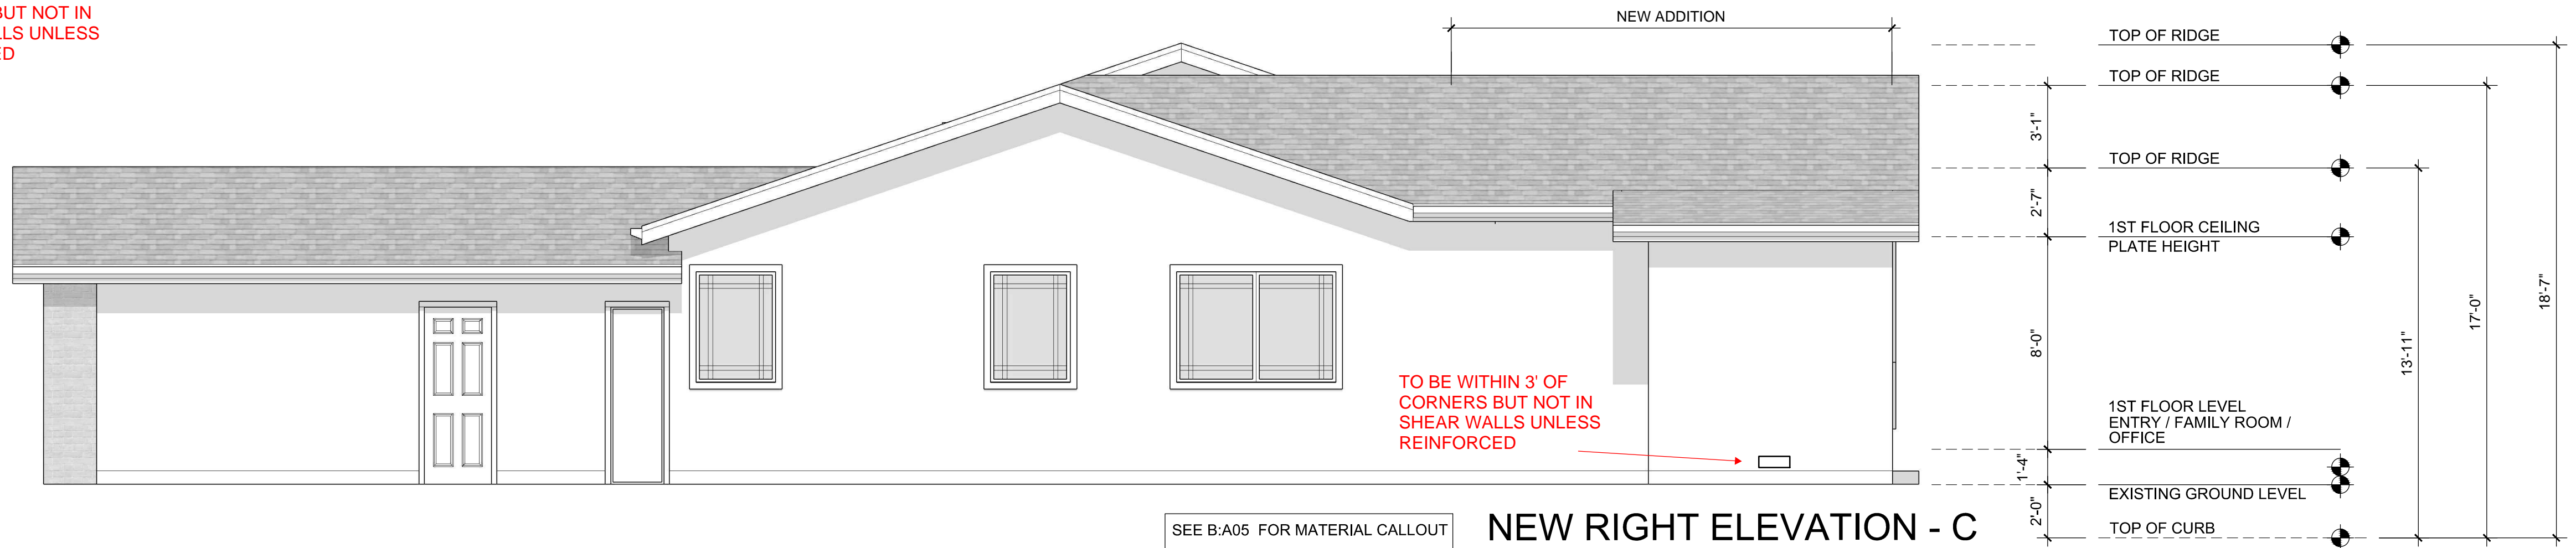 BUT NOT IN
UNLESS
NEW ADDITION
TOP OF RIDGE
TOP OF RIDGE
TOP OF RIDGE
1ST FLOOR CEILING
PLATE HEIGHT
3'-1"
2'-7"
8'-0"
1'-4"
2'-0"
13'-11"
17'-0"
18'-7"
TO BE WITHIN 3' OF
CORNERS BUT NOT IN
SHEAR WALLS UNLESS
REINFORCED
1ST FLOOR LEVEL
ENTRY / FAMILY ROOM /
OFFICE
EXISTING GROUND LEVEL
TOP OF CURB
SEE B:A05 FOR MATERIAL CALLOUT
NEW RIGHT ELEVATION - C